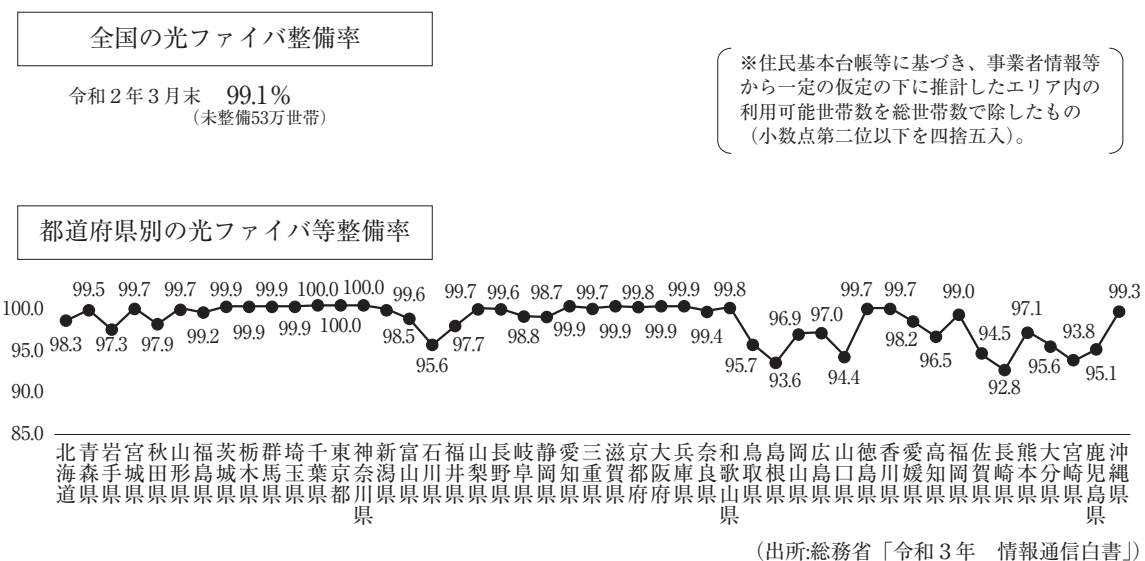 全国の光ファイバ整備率
令和２年３月末　99.1%
（未整備53万世帯）
※住民基本台帳等に基づき、事業者情報等
から一定の仮定の下に推計したエリア内の
利用可能世帯数を総世帯数で除したもの
（小数点第二位以下を四捨五入）。
都道府県別の光ファイバ等整備率
100.0
95.0
90.0
85.0
98.3
99.5
97.3
99.7
97.9
99.7
99.2
99.9
99.9
99.9
99.9
100.0
100.0
100.0
99.6
98.5
95.6
97.7
99.7
99.6
98.8
98.7
99.9
99.7
99.9
99.8
99.9
99.9
99.4
99.8
95.7
93.6
96.9
97.0
94.4
99.7
99.7
98.2
96.5
99.0
94.5
92.8
97.1
95.6
93.8
95.1
99.3
北海道
青森県
岩手県
宮城県
秋田県
山形県
福島県
茨城県
栃木県
群馬県
埼玉県
千葉県
東京都
神奈川県
新潟県
富山県
石川県
福井県
山梨県
長野県
岐阜県
静岡県
愛知県
三重県
滋賀県
京都府
大阪府
兵庫県
奈良県
和歌山県
鳥取県
島根県
岡山県
広島県
山口県
徳島県
香川県
愛媛県
高知県
福岡県
佐賀県
長崎県
熊本県
大分県
宮崎県
鹿児島県
沖縄県
（出所:総務省「令和３年　情報通信白書」）